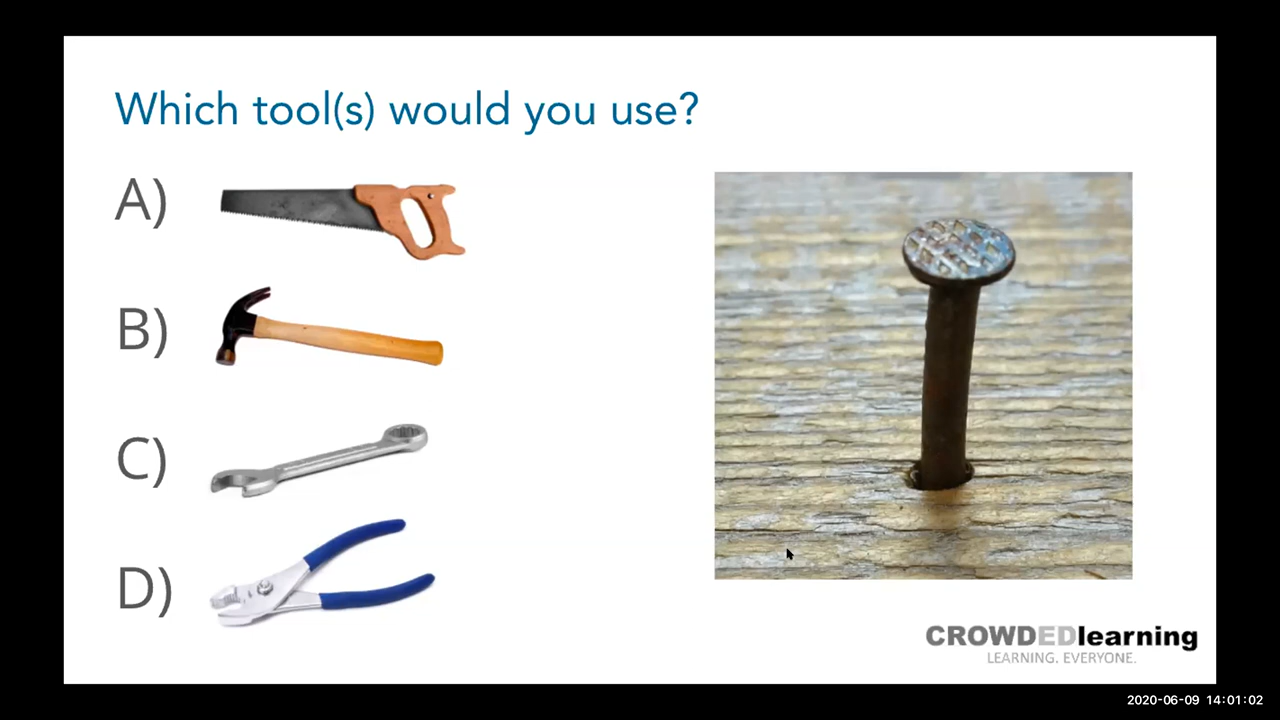 Which tool(s) would you use?
A)
B)
C)
D)
CROWDEDlearning
LEARNING. EVERYONE.
2020-06-09 14:01:02